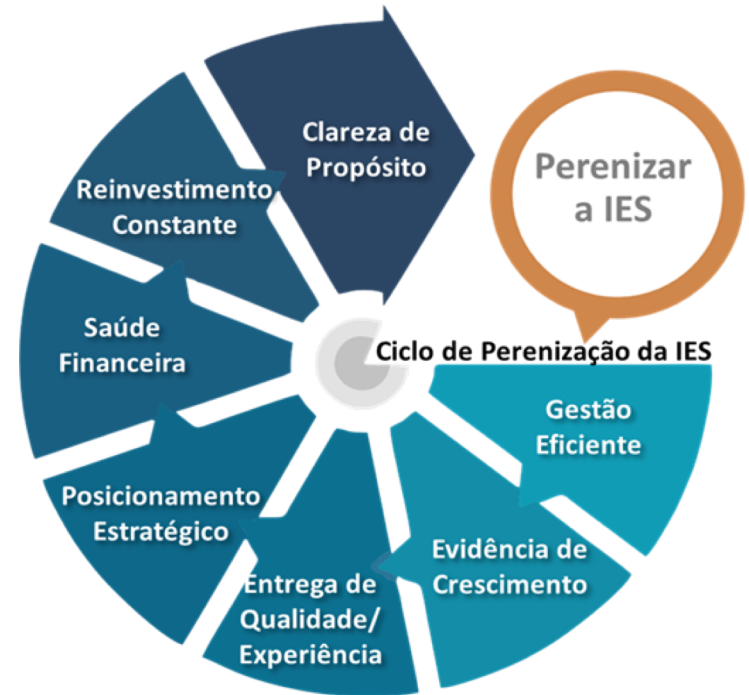 Clareza de
Propósito
Perenizar
a IES
Reinvestimento
Constante
Saúde
Financeira
Ciclo de Perenização da IES
Gestão
Eficiente
Posicionamento
Estratégico
Evidência de
Crescimento
Entrega de
Qualidade/
Experiência